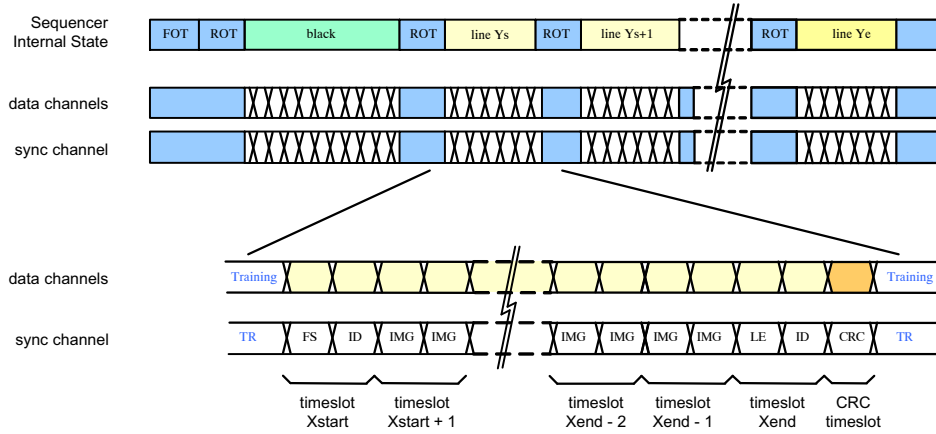 Sequencer
Internal State
FOT ROT black ROT line Ys ROT line Ys+1 ROT line Ye
data channels
sync channel
data channels
Training Training
sync channel
TR FS ID IMG IMG IMG IMG IMG IMG LE ID CRC TR
timeslot timeslot timeslot timeslot timeslot CRC
Xstart Xstart + 1 Xend - 2 Xend - 1 Xend timeslot